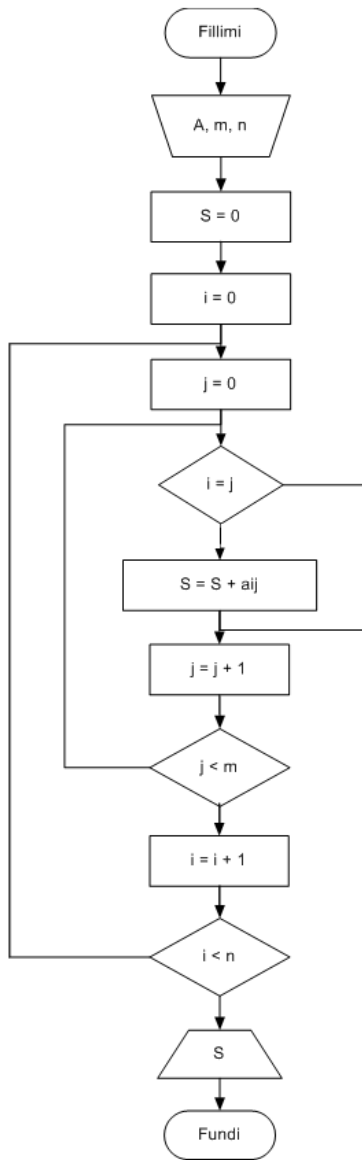 Fillimi
A, m, n
S = 0
i = 0
j = 0
i = j
S = S + aij
j = j + 1
j < m
i = i + 1
i < n
S
Fundi